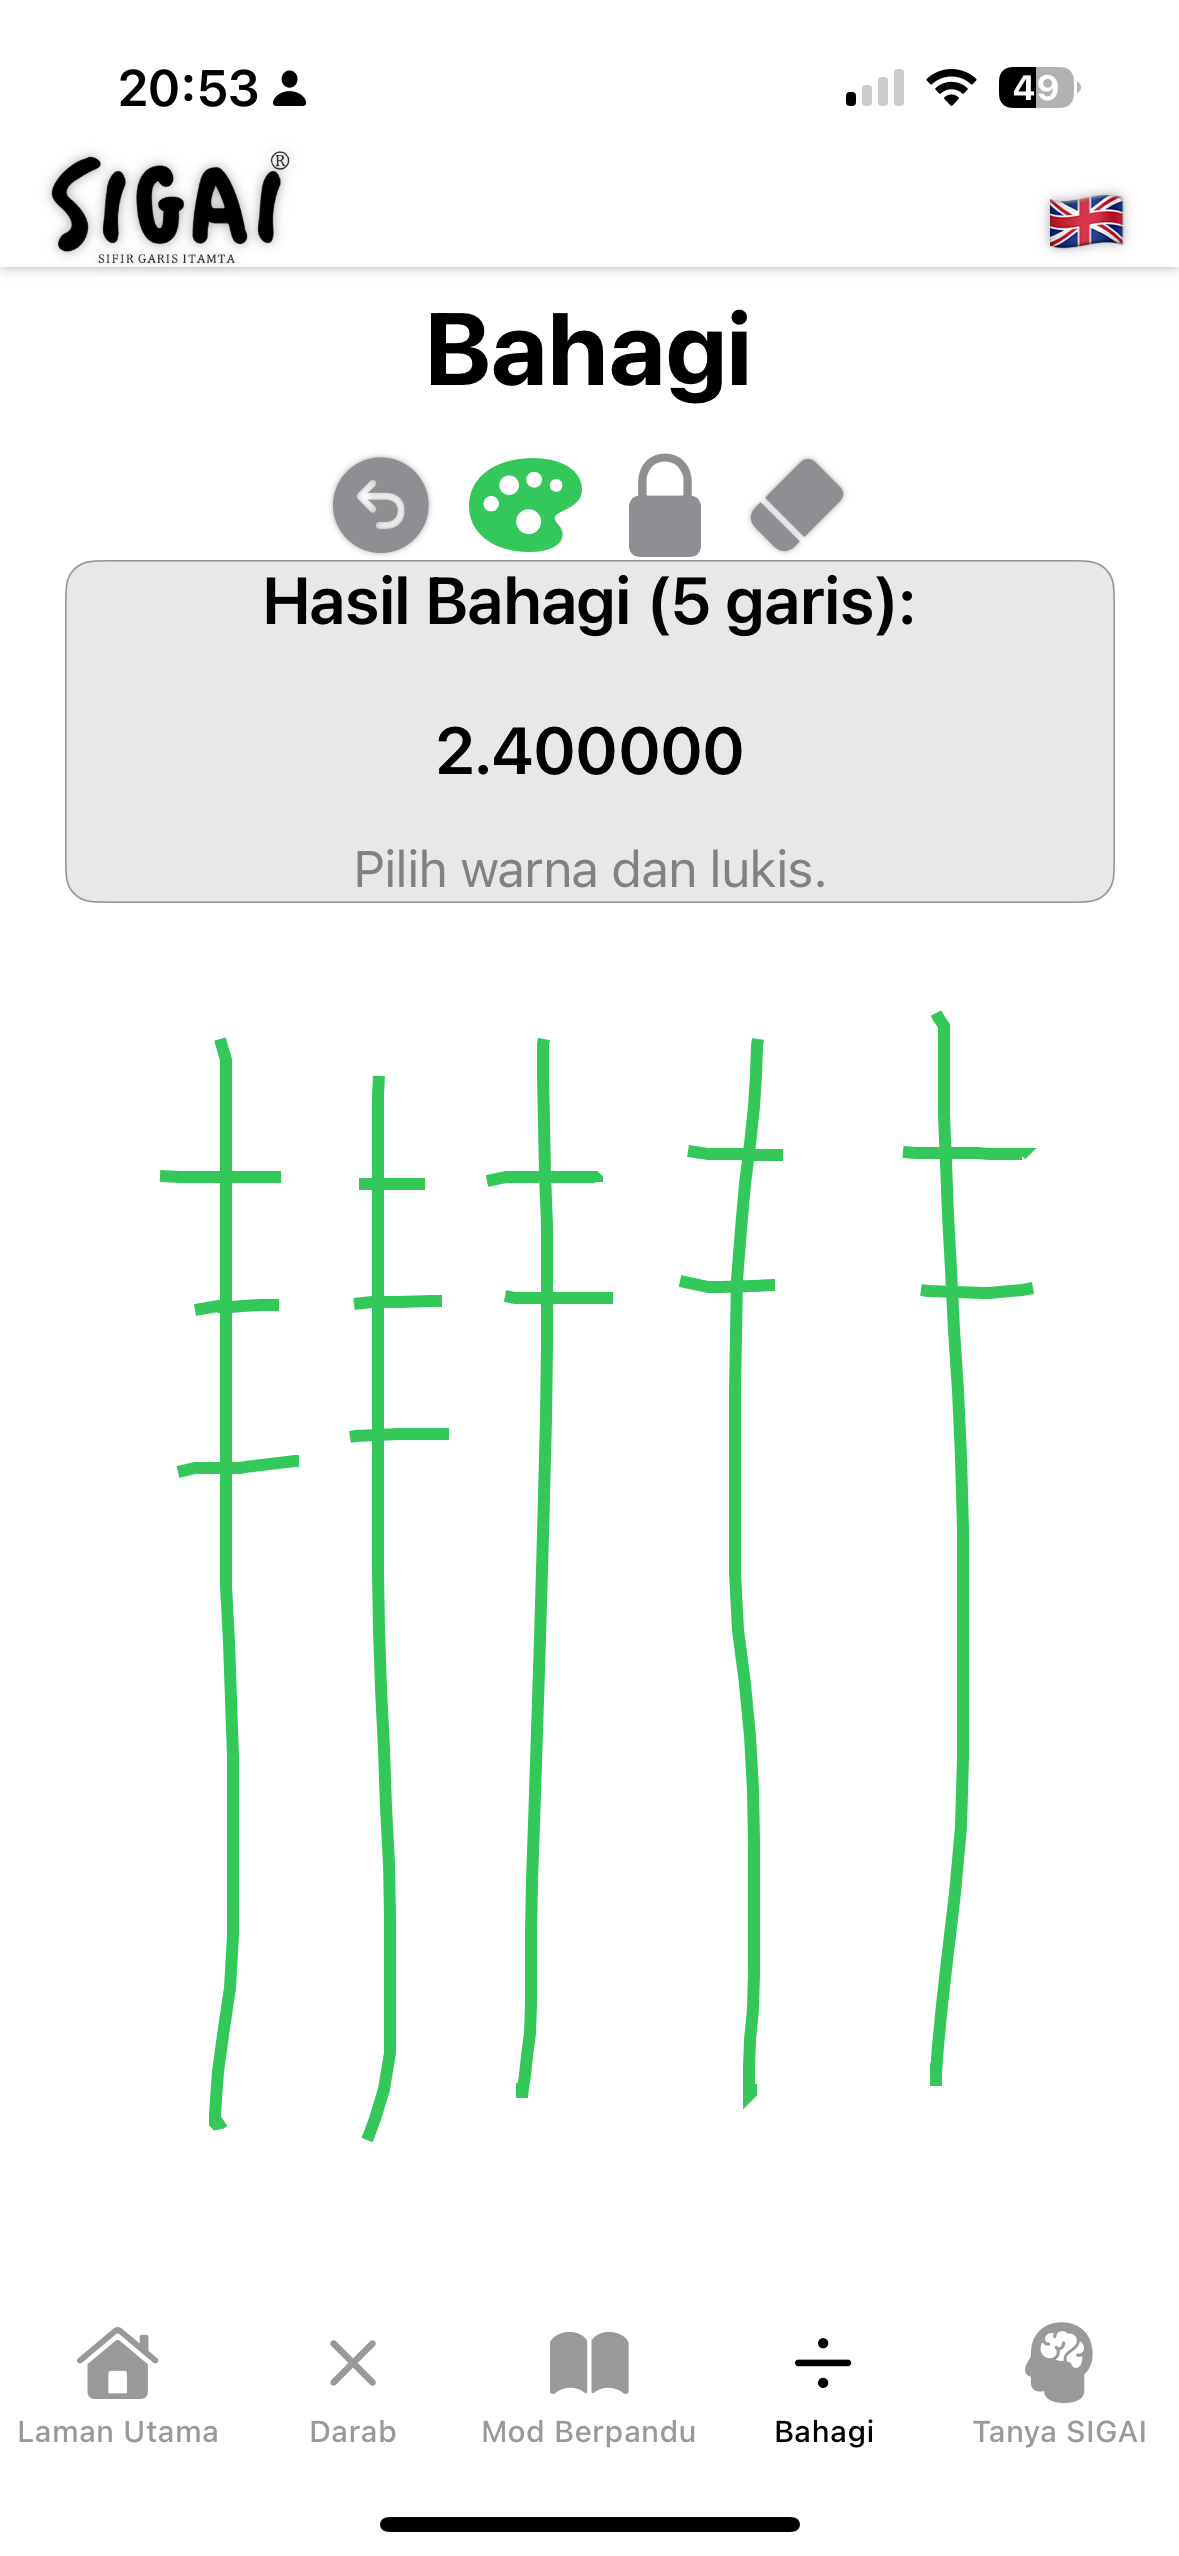 20:53
49
SIGAI®
SIFIR GARIS ITAMTA
Bahagi
Hasil Bahagi (5 garis):
2.400000
Pilih warna dan lukis.
Laman Utama
Darab
Mod Berpandu
Bahagi
Tanya SIGAI